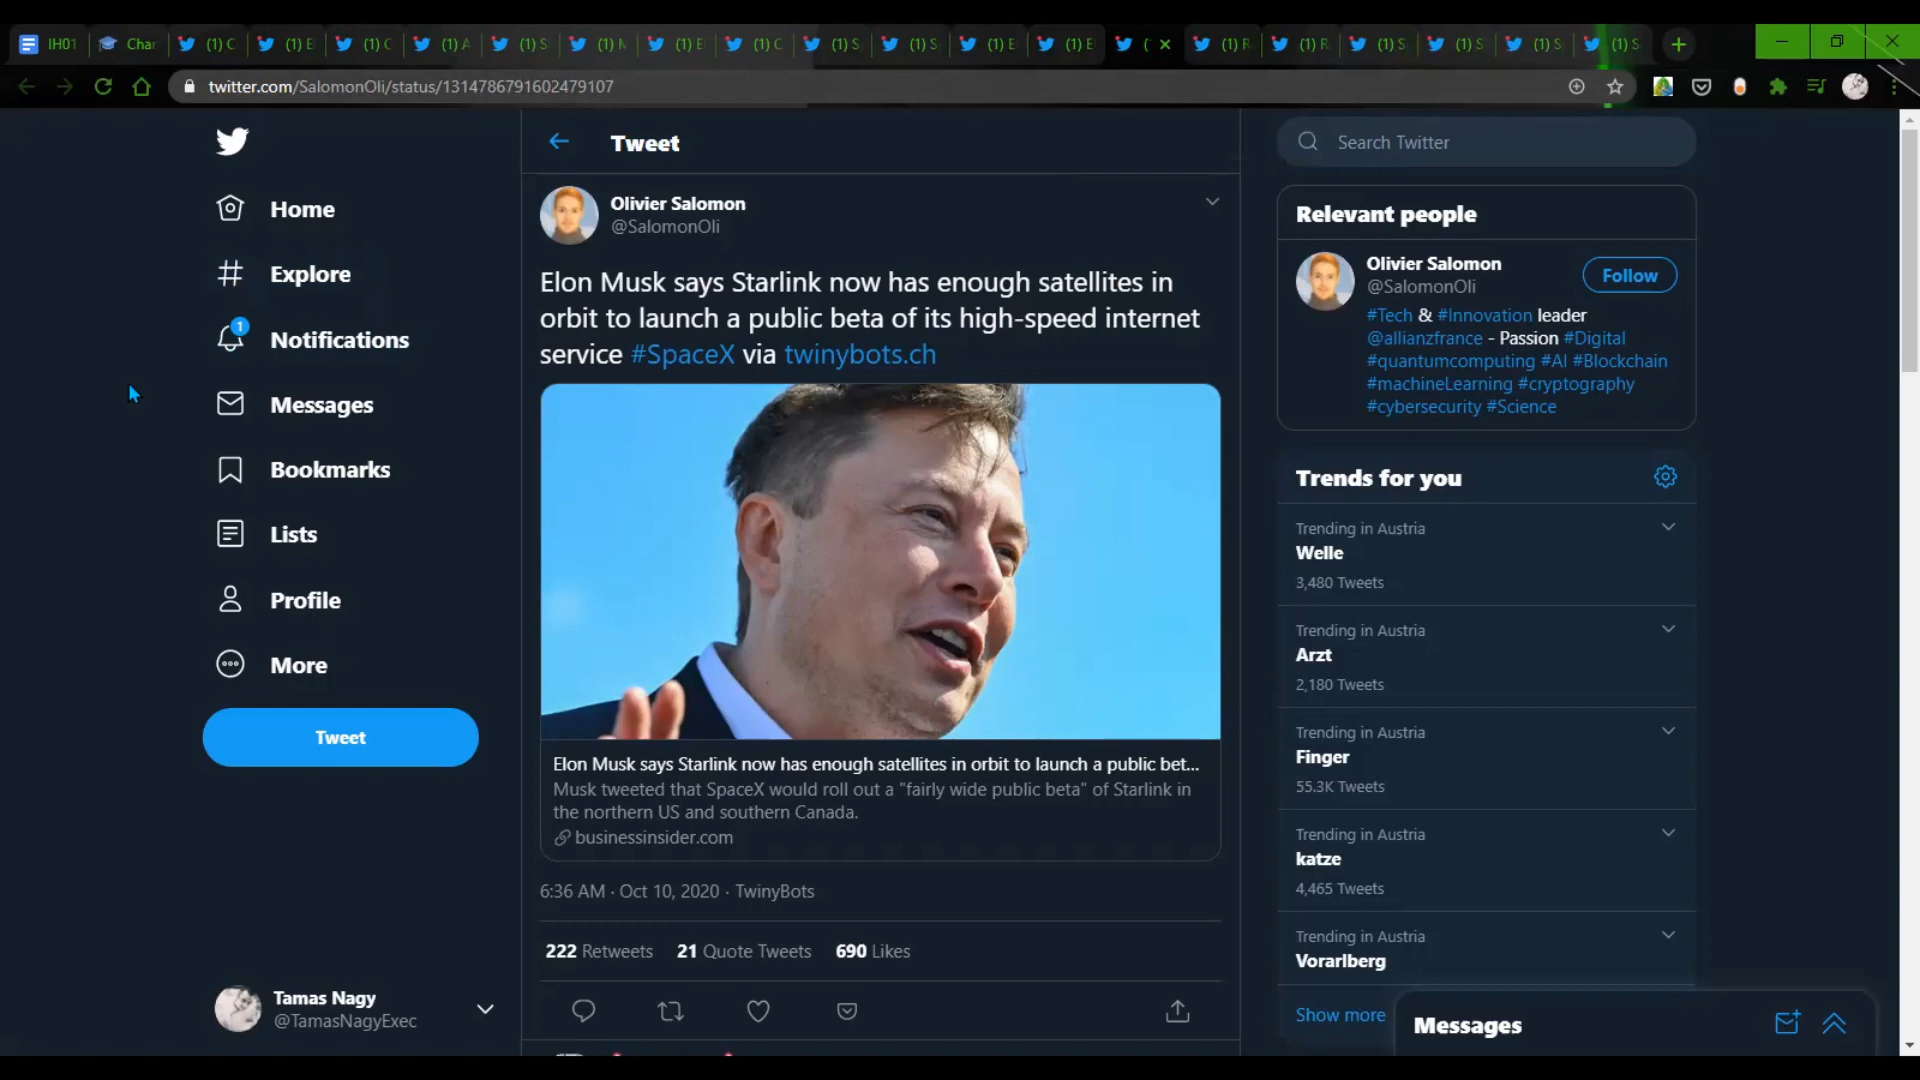 IH01
Char
(1) C
(1) E
(1) C
(1) A
(1) S
(1) M
(1) E
(1) C
(1) S
(1) S
(1) E
(1) E
(
(1) R
(1) R
(1) S
(1) S
(1) S
(1) S
twitter.com/SalomonOli/status/1314786791602479107
Home
Explore
1
Notifications
Messages
Bookmarks
Lists
Profile
More
Tweet
Tamas Nagy
@TamasNagyExec
Tweet
Olivier Salomon
@SalomonOli
Elon Musk says Starlink now has enough satellites in
orbit to launch a public beta of its high-speed internet
service #SpaceX via twinybots.ch
Elon Musk says Starlink now has enough satellites in orbit to launch a public bet...
Musk tweeted that SpaceX would roll out a "fairly wide public beta" of Starlink in
the northern US and southern Canada.
businessinsider.com
6:36 AM · Oct 10, 2020 · TwinyBots
222 Retweets 21 Quote Tweets 690 Likes
Search Twitter
Relevant people
Olivier Salomon
@SalomonOli
Follow
#Tech & #Innovation leader
@allianzfrance - Passion #Digital
#quantumcomputing #AI #Blockchain
#machineLearning #cryptography
#cybersecurity #Science
Trends for you
Trending in Austria
Welle
3,480 Tweets
Trending in Austria
Arzt
2,180 Tweets
Trending in Austria
Finger
55.3K Tweets
Trending in Austria
katze
4,465 Tweets
Trending in Austria
Vorarlberg
Show more
Messages